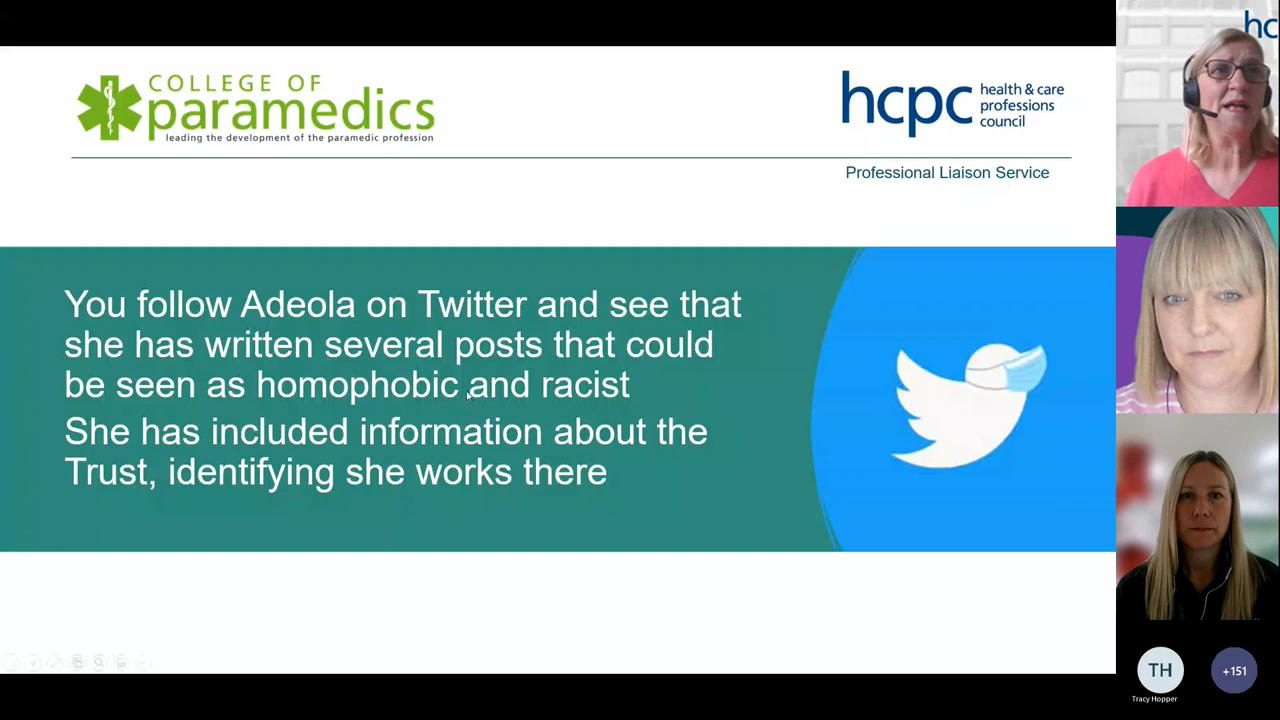 COLLEGE OF
paramedics
leading the development of the paramedic profession
hcpc
health & care
professions
council
Professional Liaison Service
You follow Adeola on Twitter and see that
she has written several posts that could
be seen as homophobic and racist
She has included information about the
Trust, identifying she works there
hc
TH
Tracy Hopper
+151